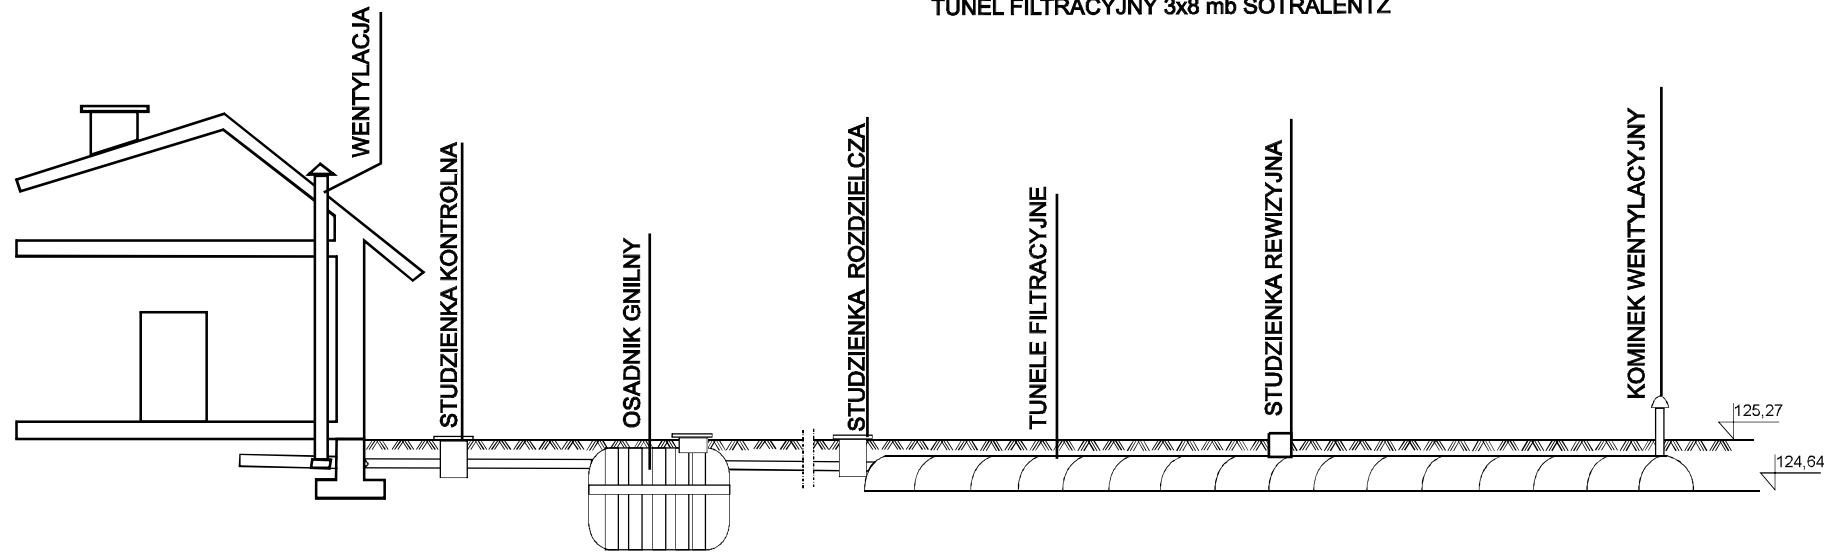 TUNEL FILTRACYJNY 3x8 mb SOTRALENTZ
WENTYLACJA
STUDZIENKA KONTROLNA
OSADNIK GNILNY
STUDZIENKA ROZDZIELCZA
TUNELE FILTRACYJNE
STUDZIENKA REWIZYJNA
KOMINEK WENTYLACYJNY
125,27
124,64